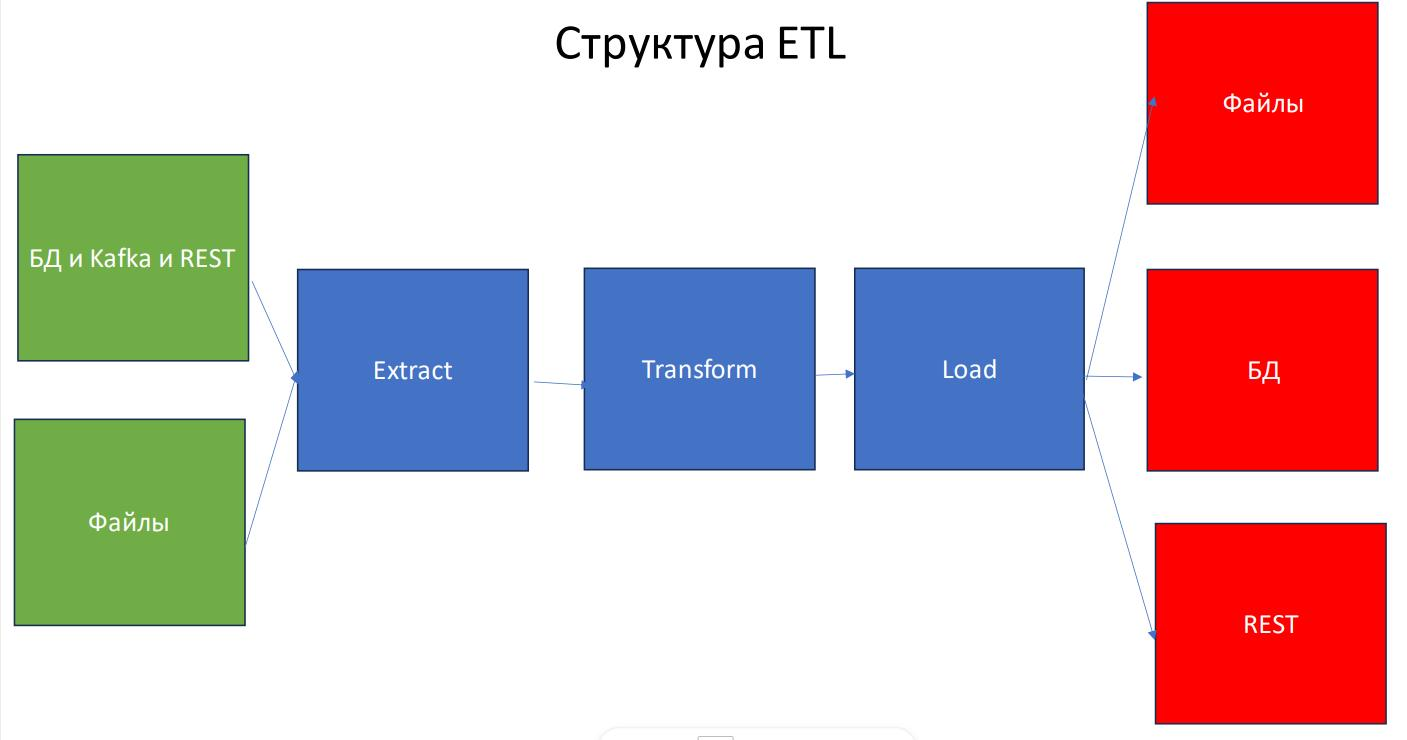 Структура ETL
БД и Kafka и REST
Файлы
Extract
Transform
Load
Файлы
БД
REST